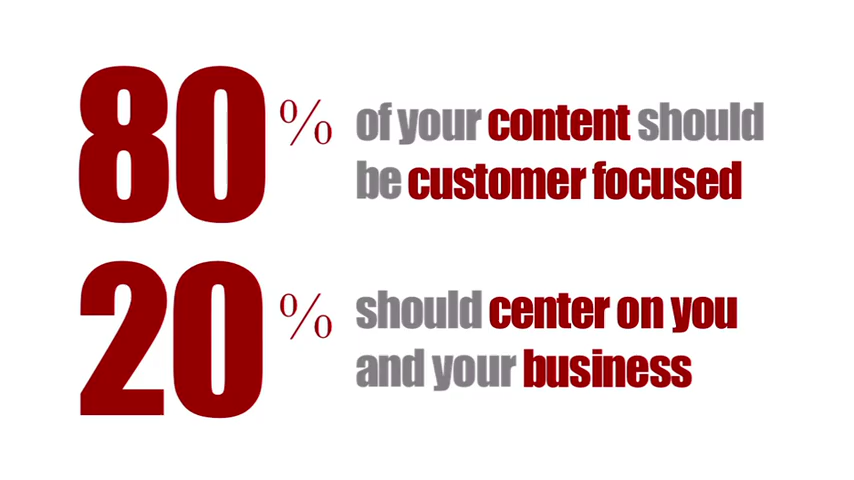 80% of your content should
be customer focused
20% should center on you
and your business